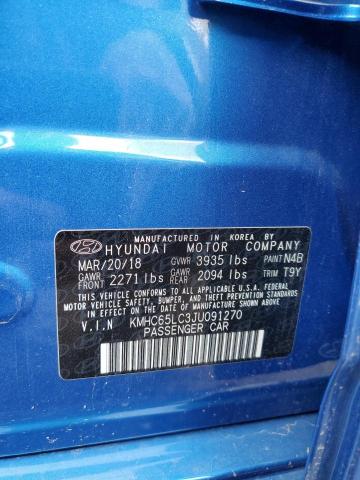 MANUFACTURED IN KOREA BY
HYUNDAI MOTOR COMPANY
MAR/20/18 GVWR 3935 lbs PAINT N4B
GAWR FRONT 2271 lbs GAWR REAR 2094 lbs TRIM T9Y
THIS VEHICLE CONFORMS TO ALL APPLICABLE
FEDERAL MOTOR VEHICLE SAFETY, BUMPER, AND THEFT
PREVENTION STANDARDS IN EFFECT ON THE DATE OF
MANUFACTURE SHOWN ABOVE.
V.I.N KMHC65LC3JU091270
PASSENGER CAR